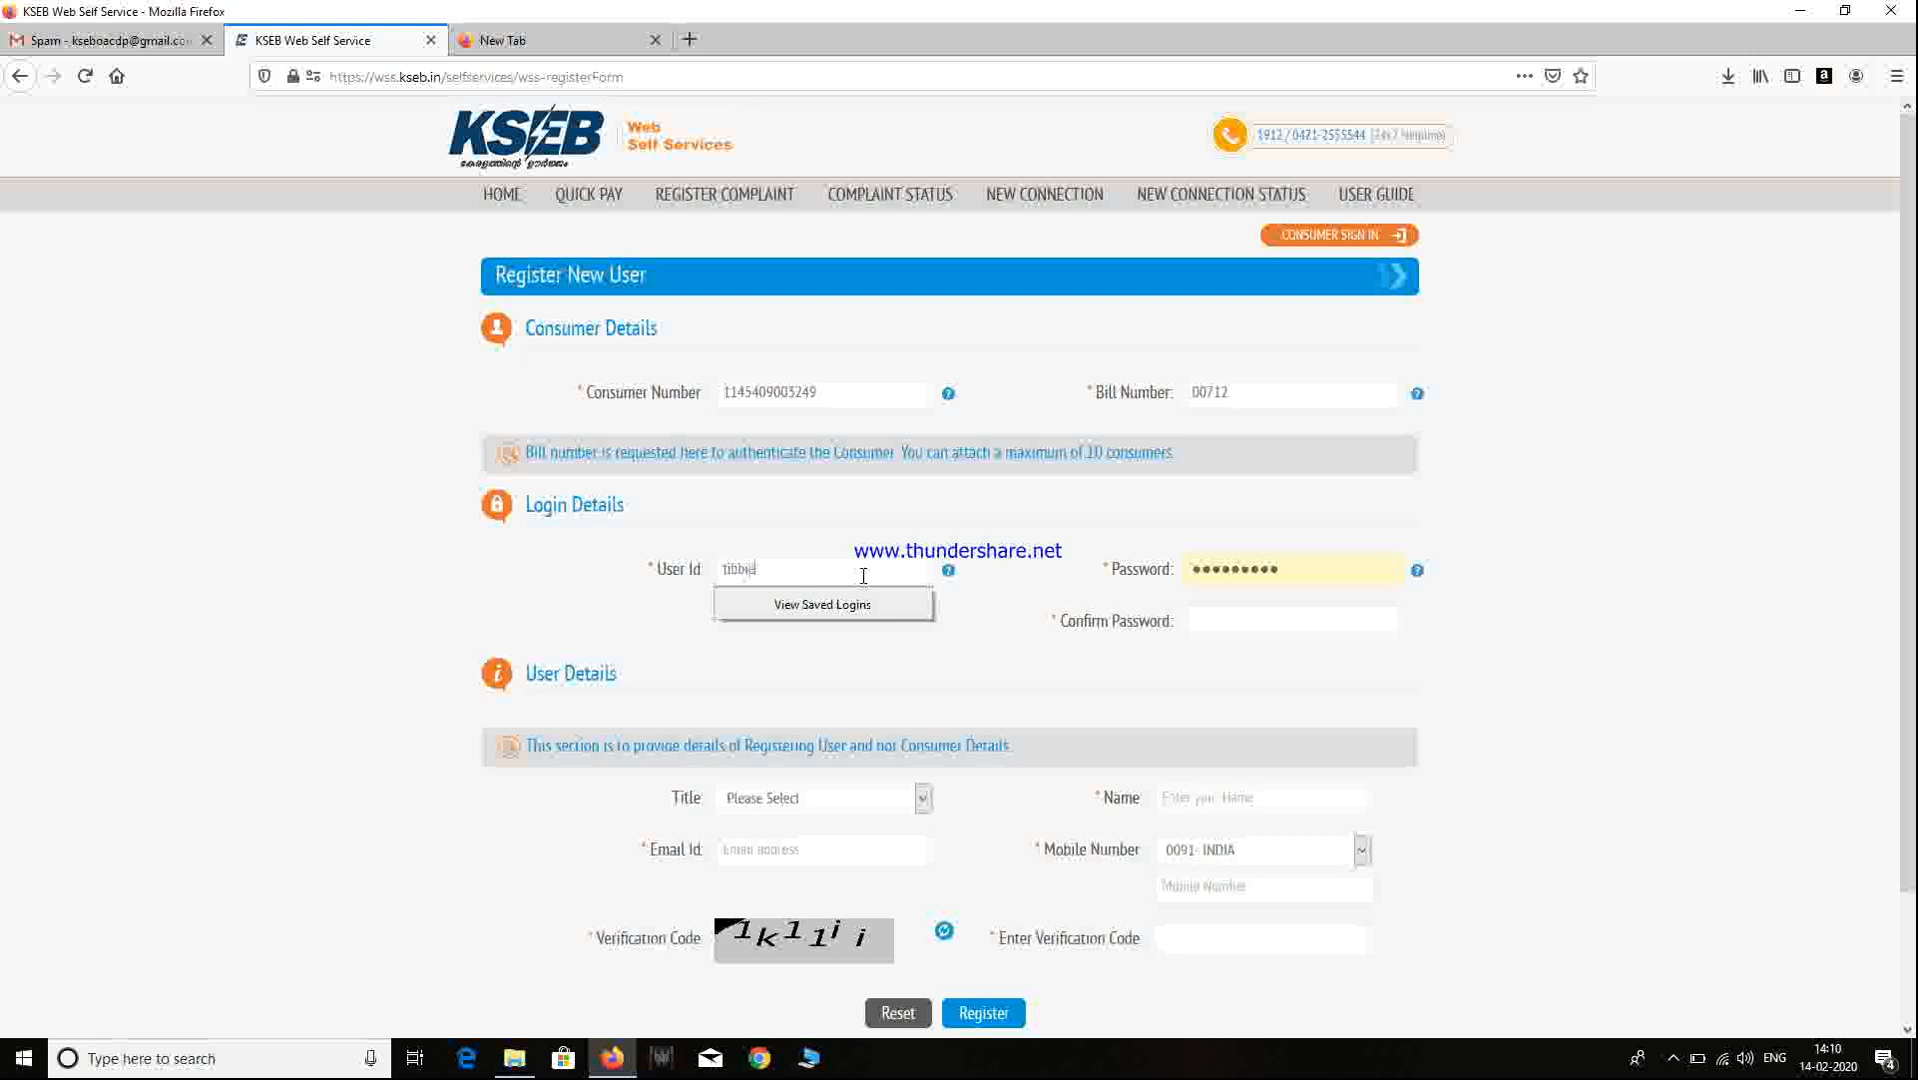 KSEB Web Self Service - Mozilla Firefox
Spam - kseboacdp@gmail.co
KSEB Web Self Service
New Tab
https://wss.kseb.in/selfservices/wss-registerForm
KSEB
കേരളത്തിന്റെ ഊർജ്ജം
Web
Self Services
1912 / 0471-2555544 (24x7 Helpline)
HOME QUICK PAY REGISTER COMPLAINT COMPLAINT STATUS NEW CONNECTION NEW CONNECTION STATUS USER GUIDE
CONSUMER SIGN IN
Register New User
Consumer Details
* Consumer Number 1145409003249 * Bill Number: 00712
Bill number is requested here to authenticate the Consumer. You can attach a maximum of 10 consumers.
Login Details
www.thundershare.net
* User Id: * Password: ●●●●●●●●●
View Saved Logins
* Confirm Password:
User Details
This section is to provide details of Registering User and not Consumer Details.
Title Please Select * Name Enter your Name
* Email Id: Email address * Mobile Number 0091- INDIA
Mobile Number
* Verification Code 1k11ii * Enter Verification Code
Reset Register
Type here to search
ENG
14:10
14-02-2020
4